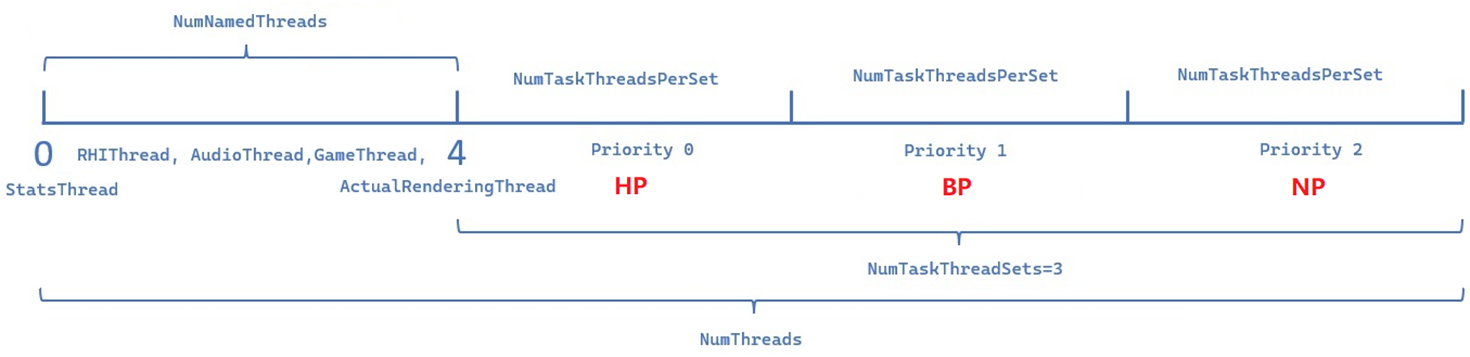 NumNamedThreads
NumTaskThreadsPerSet
NumTaskThreadsPerSet
NumTaskThreadsPerSet
0
RHIThread, AudioThread,GameThread,
4
Priority 0
Priority 1
Priority 2
StatsThread
ActualRenderingThread
HP
BP
NP
NumTaskThreadSets=3
NumThreads